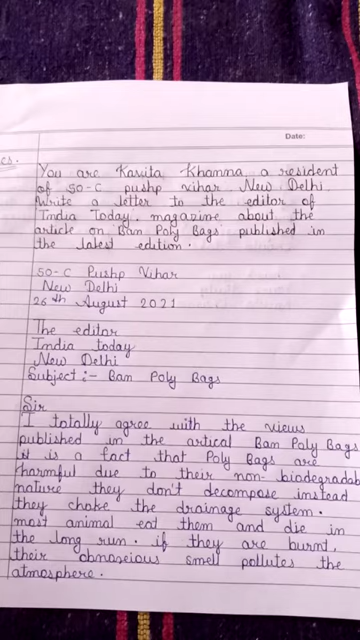 Date:
cs.
You are Kavita Khanna a resident
of 50-C pushp vihar New Delhi.
Write a letter to the editor of
India Today. magazine about the
article on Ban Poly Bags published in
the latest edition.
50-C Pushp Vihar
New Delhi
26th August 2021
The editor
India today
New Delhi
Subject:- Ban Poly Bags
Sir
I totally agree with the views
published in the artical Ban Poly Bags
it is a fact that Poly Bags are
harmful due to their non-biodegradab
nature they don't decompose instead
they choke the drainage system.
most animal eat them and die in
the long run. if they are burnt,
their obnoxeious smell pollutes the
atmosphere.